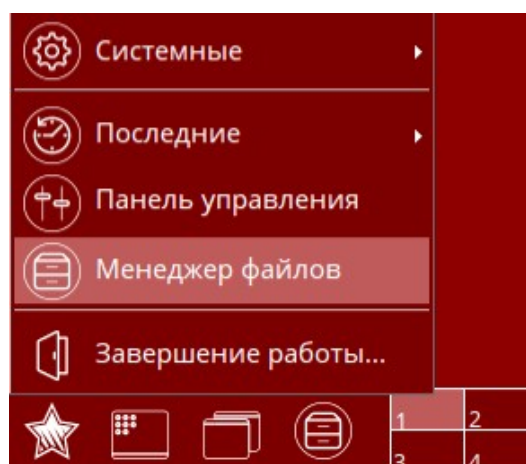 Системные
Последние
Панель управления
Менеджер файлов
Завершение работы...
1 2
3 4